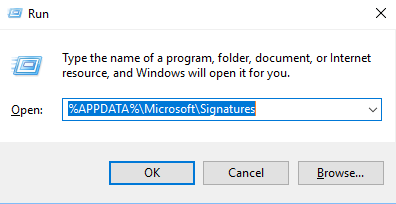 Run
Type the name of a program, folder, document, or Internet
resource, and Windows will open it for you.
Open: %APPDATA%\Microsoft\Signatures
OK Cancel Browse...